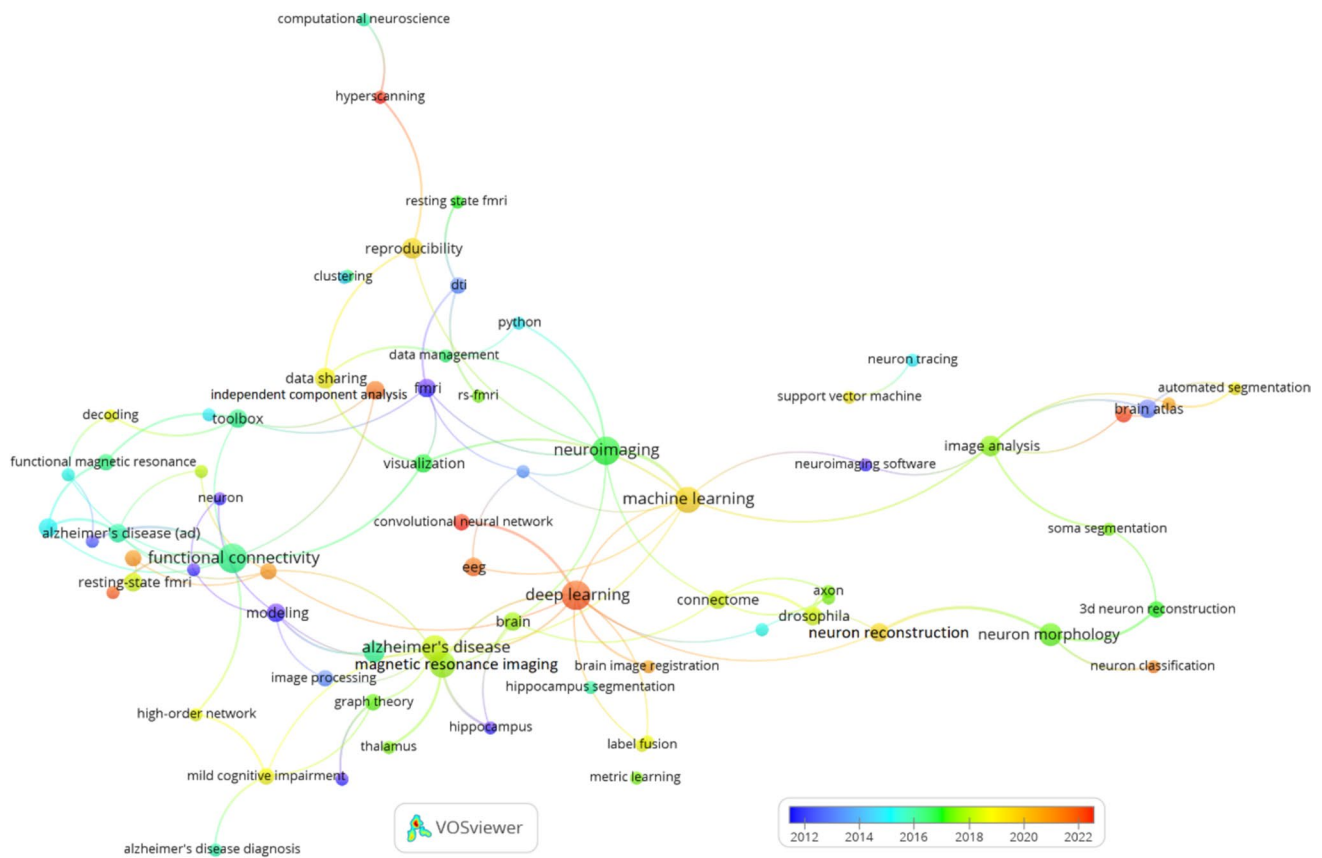 computational neuroscience
hyperscanning
resting state fmri
reproducibility
clustering
dti
python
data management
neuron tracing
data sharing
independent component analysis
fmri
rs-fmri
support vector machine
automated segmentation
brain atlas
decoding
toolbox
neuroimaging
image analysis
functional magnetic resonance
visualization
neuroimaging software
neuron
machine learning
convolutional neural network
soma segmentation
alzheimer's disease (ad)
functional connectivity
eeg
resting-state fmri
deep learning
connectome
axon
modeling
brain
drosophila
3d neuron reconstruction
neuron reconstruction
neuron morphology
alzheimer's disease
magnetic resonance imaging
brain image registration
neuron classification
image processing
hippocampus segmentation
graph theory
high-order network
hippocampus
thalamus
label fusion
mild cognitive impairment
metric learning
VOSviewer
2012 2014 2016 2018 2020 2022
alzheimer's disease diagnosis